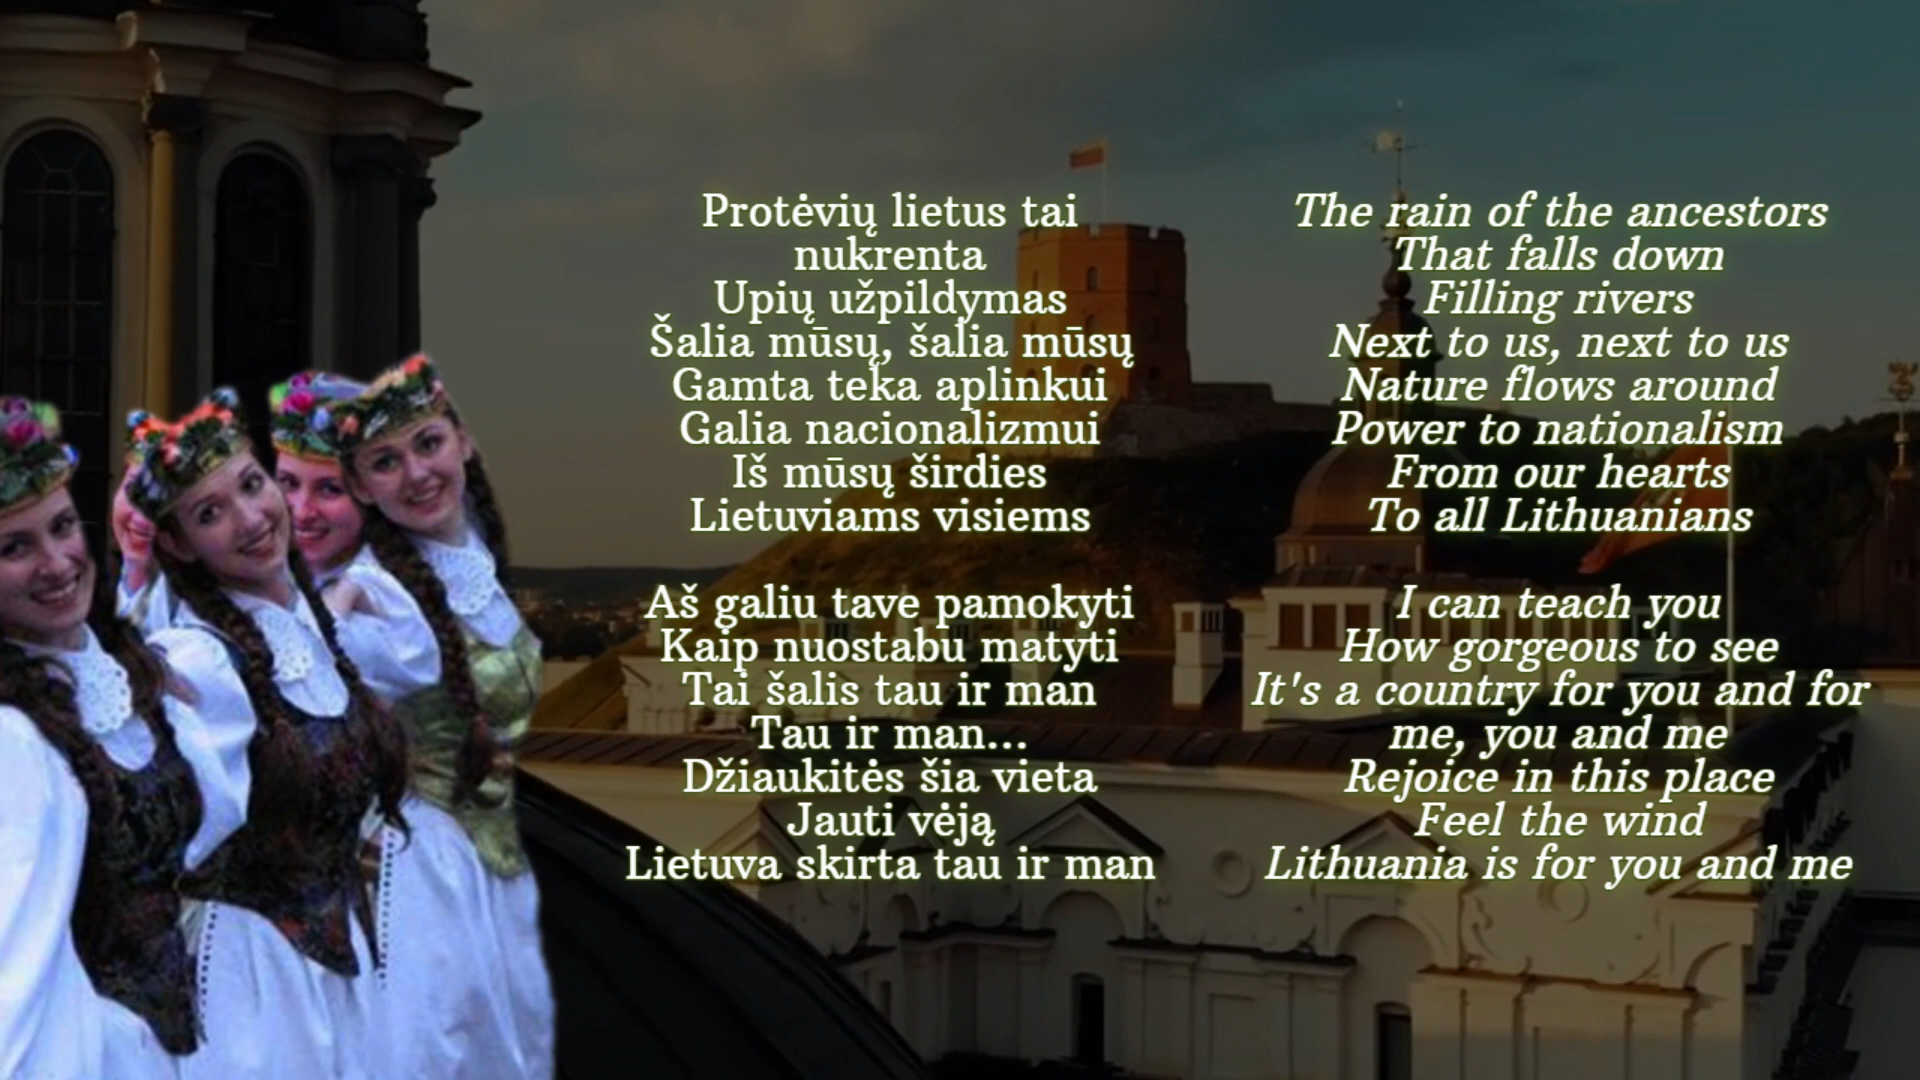 Protėvių lietus tai
nukrenta
Upių užpildymas
Šalia mūsų, šalia mūsų
Gamta teka aplinkui
Galia nacionalizmui
Iš mūsų širdies
Lietuviams visiems
Aš galiu tave pamokyti
Kaip nuostabu matyti
Tai šalis tau ir man
Tau ir man...
Džiaukitės šia vieta
Jauti vėją
Lietuva skirta tau ir man
The rain of the ancestors
That falls down
Filling rivers
Next to us, next to us
Nature flows around
Power to nationalism
From our hearts
To all Lithuanians
I can teach you
How gorgeous to see
It's a country for you and for
me, you and me
Rejoice in this place
Feel the wind
Lithuania is for you and me